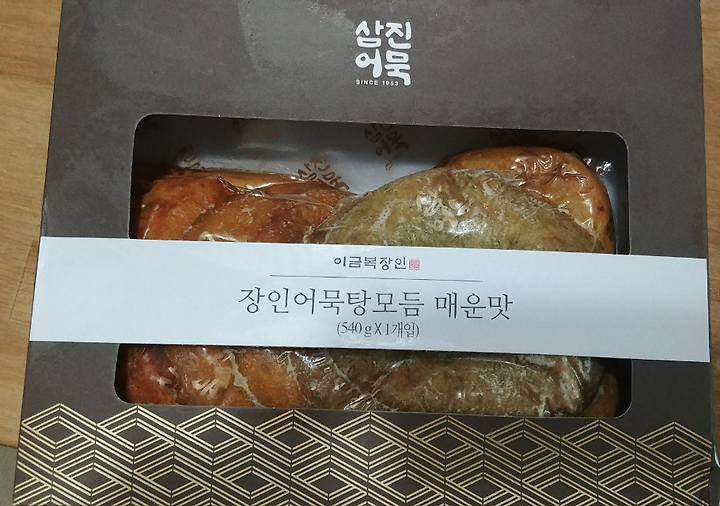 삼진
어묵
SINCE 1953
이금복장인
장인어묵탕모듬 매운맛
(540g X 1개입)